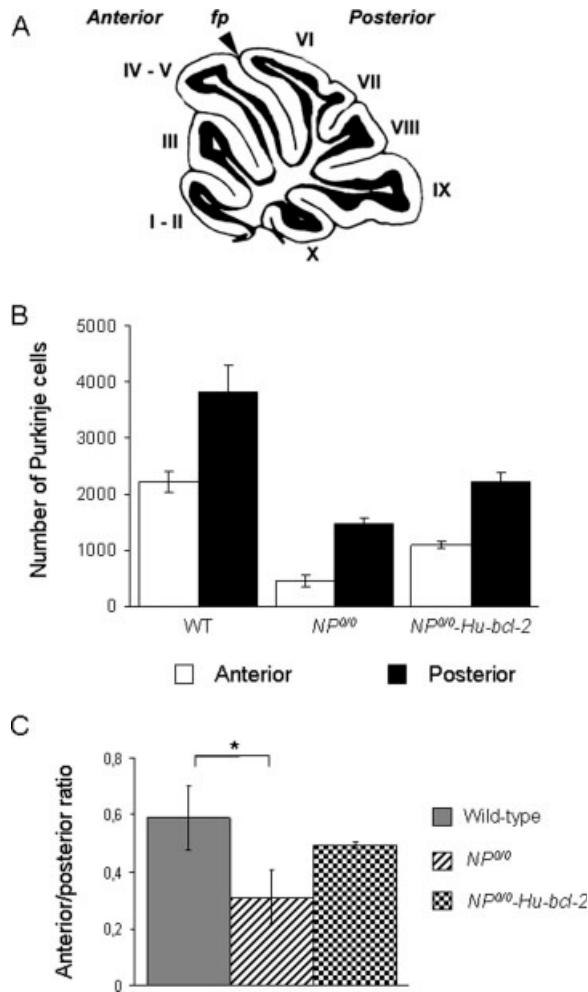 A
Anterior fp Posterior
VI
IV - V
VII
VIII
III
IX
I - II
X
B
Number of Purkinje cells
5000
4000
3000
2000
1000
0
WT NP0/0 NP0/0-Hu-bcl-2
Anterior Posterior
C
Anterior/posterior ratio
0,8
0,6
0,4
0,2
0
*
Wild-type
NP0/0
NP0/0-Hu-bcl-2